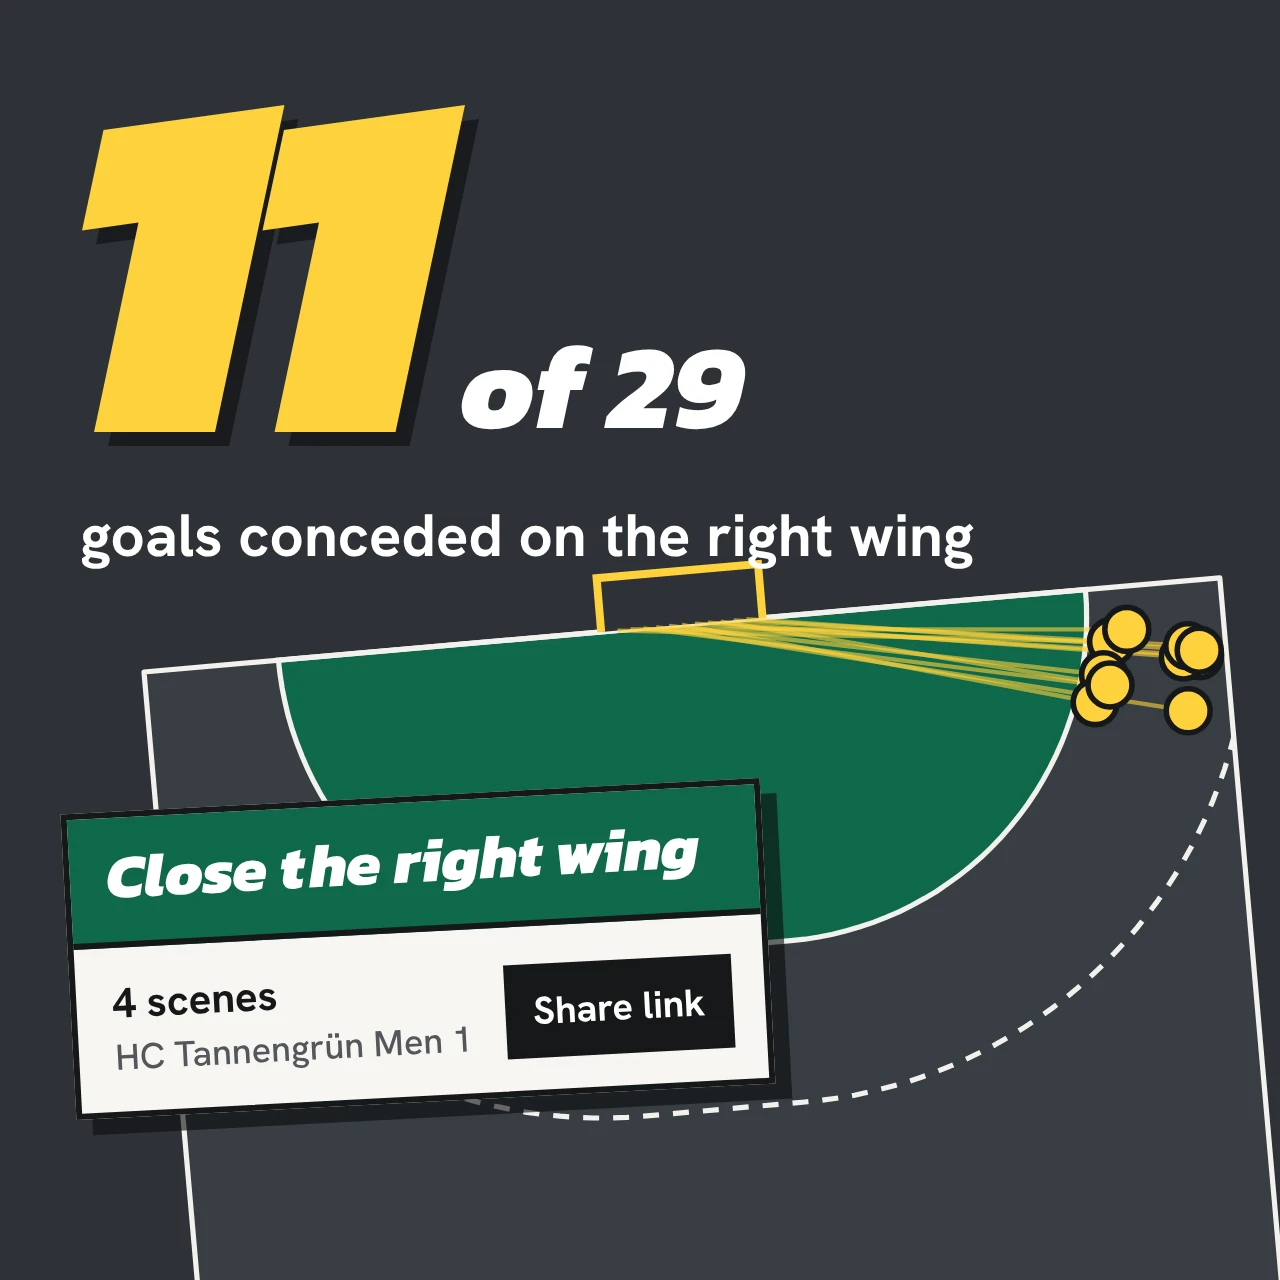 11 of 29
goals conceded on the right wing
Close the right wing
4 scenes
HC Tannengrün Men 1
Share link